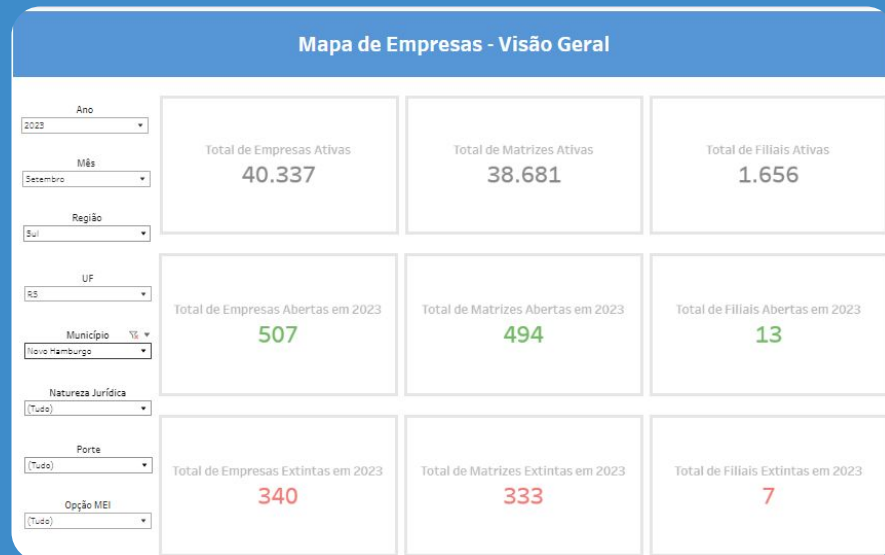 Mapa de Empresas - Visão Geral
Ano
2023
Mês
Setembro
Região
Sul
UF
RS
Município
Novo Hamburgo
Natureza Jurídica
(Tudo)
Porte
(Tudo)
Opção MEI
(Tudo)
Total de Empresas Ativas
40.337
Total de Matrizes Ativas
38.681
Total de Filiais Ativas
1.656
Total de Empresas Abertas em 2023
507
Total de Matrizes Abertas em 2023
494
Total de Filiais Abertas em 2023
13
Total de Empresas Extintas em 2023
340
Total de Matrizes Extintas em 2023
333
Total de Filiais Extintas em 2023
7